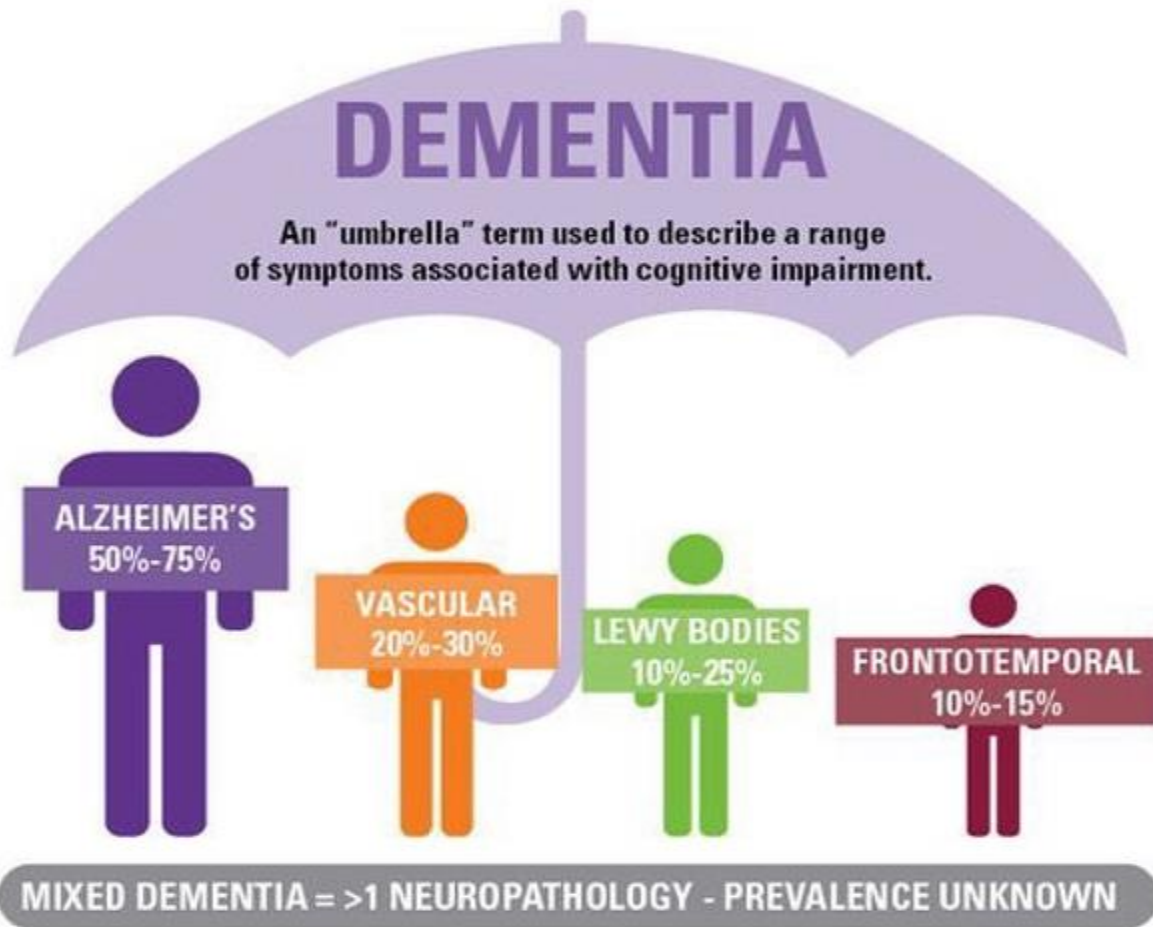 DEMENTIA
An “umbrella” term used to describe a range
of symptoms associated with cognitive impairment.
ALZHEIMER'S
50%-75%
VASCULAR
20%-30%
LEWY BODIES
10%-25%
FRONTOTEMPORAL
10%-15%
MIXED DEMENTIA = >1 NEUROPATHOLOGY - PREVALENCE UNKNOWN